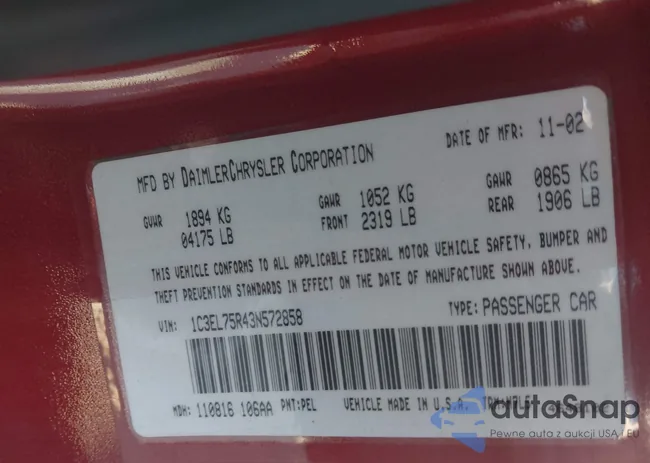 MFD BY DAIMLERCHRYSLER CORPORATION DATE OF MFR: 11-02
GVWR 1894 KG GAWR 1052 KG GAWR 0865 KG
04175 LB FRONT 2319 LB REAR 1906 LB
THIS VEHICLE CONFORMS TO ALL APPLICABLE FEDERAL MOTOR VEHICLE SAFETY, BUMPER AND
THEFT PREVENTION STANDARDS IN EFFECT ON THE DATE OF MANUFACTURE SHOWN ABOVE.
VIN: 1C3EL75R43N572858 TYPE: PASSENGER CAR
MDH: 110816 106AA PNT: PEL VEHICLE MADE IN U.S.A.
autoSnap
Pewne auta z aukcji USA i EU